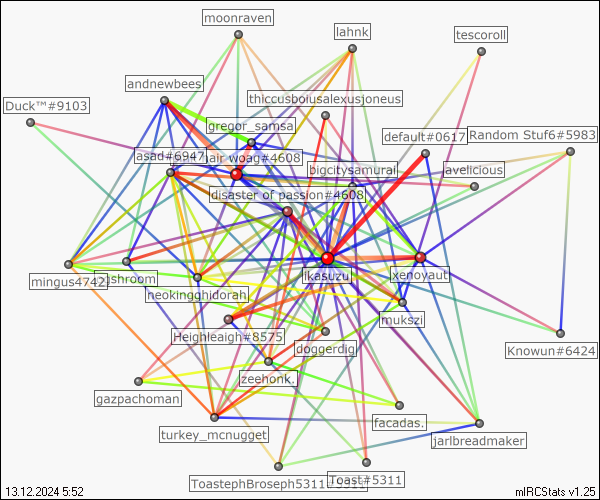 moonraven
lahnk
tescoroll
andnewbees
thiccusboiusalexusjoneus
Duck™#9103
gregor_samsa
default#0617
Random Stuf6#5983
asad#6947
hair woag#4608
bigcitysamurai
avelicious
disaster of passion#4608
mingus4742
neokingghidorah
ikasuzu
xenoyaut
mukszi
Heighleaigh#8575
doggerdig
Knowun#6424
zeehonk.
gazpachoman
facadas.
turkey_mcnugget
jarlbreadmaker
ToastephBroseph5311
Toast#5311
13.12.2024 5:52
mIRCStats v1.25